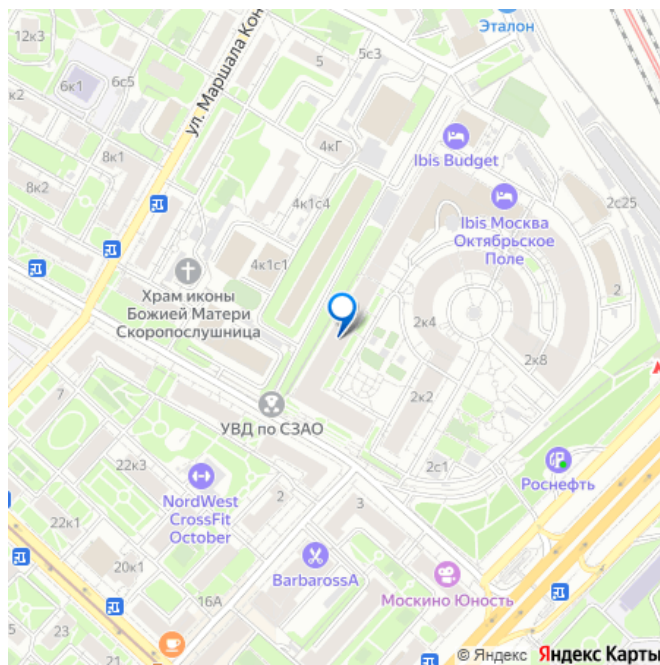 Эталон
12к3
5с3
5
6к1
6с5
к2
ул. Маршала Кон
4кГ
Ibis Budget
8к1
8к2
4к1с4
2с25
Ibis Москва
Октябрьское
Поле
4к1с1
Храм иконы
Божией Матери
Скоропослушница
2
2к4
2к8
7
2к2
УВД по СЗАО
22к3
2с1
Роснефть
NordWest
CrossFit
October
2
3
22к1
20к1
BarbarossA
16А
Москино Юность
23
21
© Яндекс Яндекс Карты